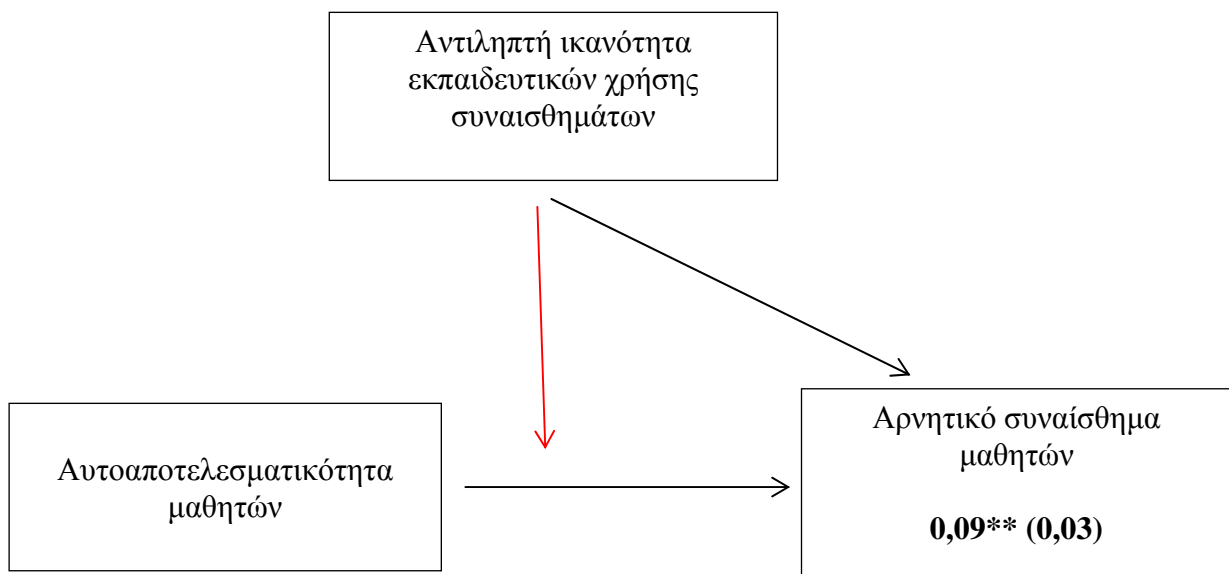 Αντιληπτή ικανότητα
εκπαιδευτικών χρήσης
συναισθημάτων
Αυτοαποτελεσματικότητα
μαθητών
Αρνητικό συναίσθημα
μαθητών
0,09** (0,03)